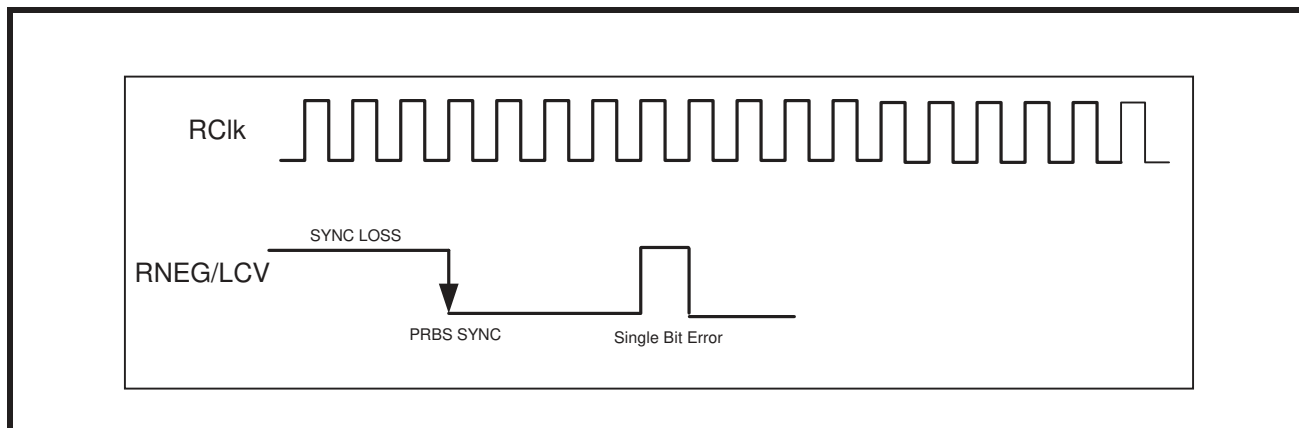 RClk
SYNC LOSS
RNEG/LCV
PRBS SYNC
Single Bit Error